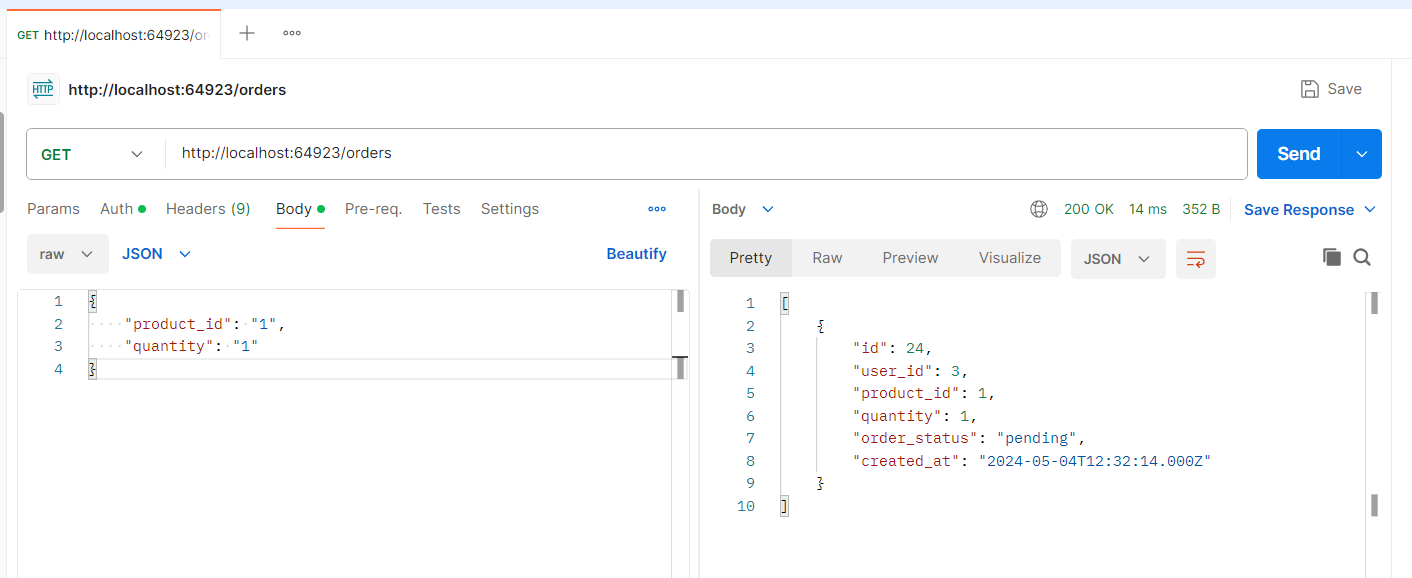 GET http://localhost:64923/or
HTTP http://localhost:64923/orders
Save
GET http://localhost:64923/orders
Send
Params Auth Headers (9) Body Pre-req. Tests Settings
raw JSON Beautify
1 {
2 "product_id": "1",
3 "quantity": "1"
4 }
Body 200 OK 14 ms 352 B Save Response
Pretty Raw Preview Visualize JSON
1 [
2 {
3 "id": 24,
4 "user_id": 3,
5 "product_id": 1,
6 "quantity": 1,
7 "order_status": "pending",
8 "created_at": "2024-05-04T12:32:14.000Z"
9 }
10 ]